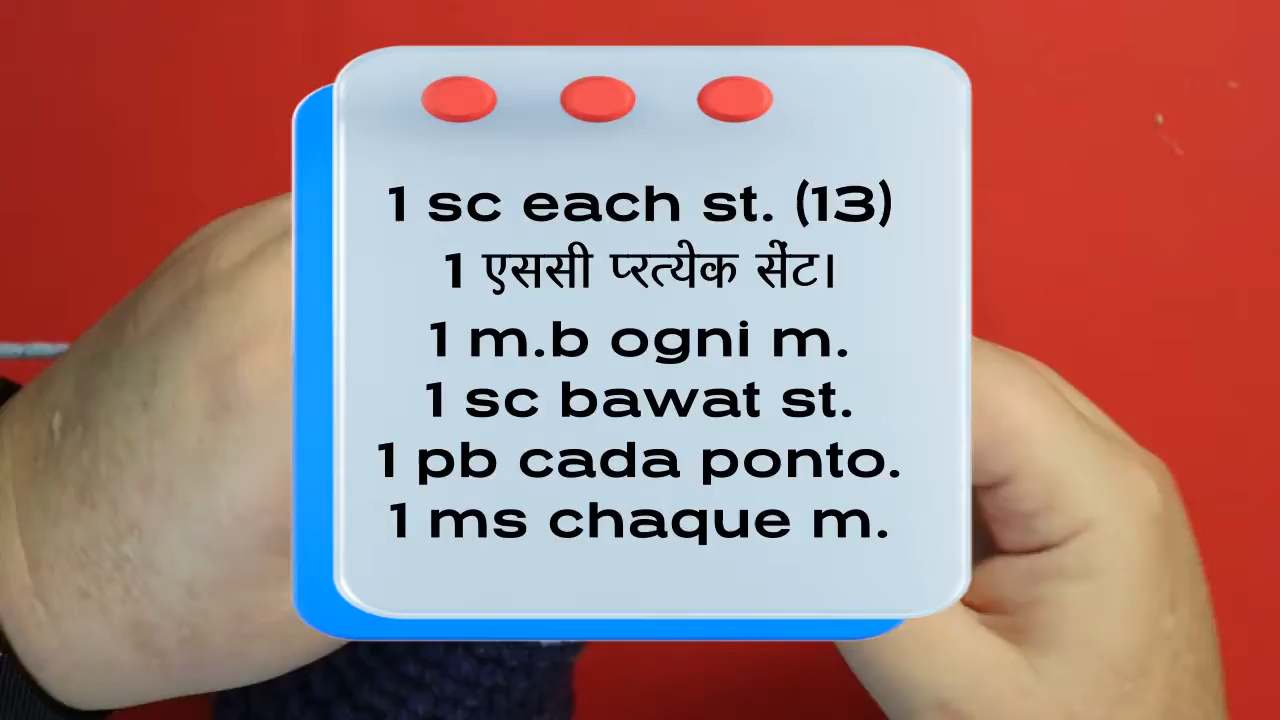 1 sc each st. (13)
1 एससी प्रत्येक सेंट।
1 m.b ogni m.
1 sc bawat st.
1 pb cada ponto.
1 ms chaque m.